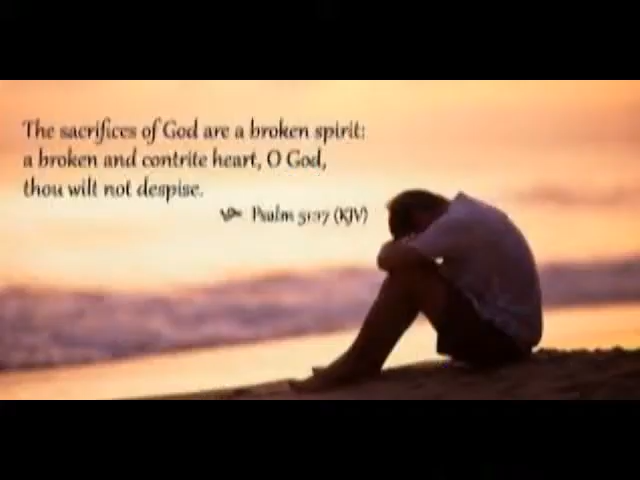 The sacrifices of God are a broken spirit:
a broken and contrite heart, O God,
thou wilt not despise.
Psalm 51:17 (KJV)